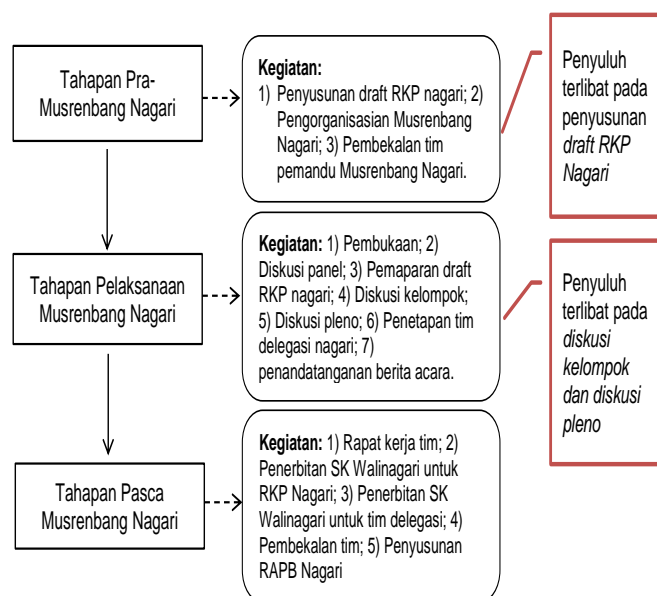 Tahapan Pra-
Musrenbang Nagari
Kegiatan:
1) Penyusunan draft RKP nagari; 2)
Pengorganisasian Musrenbang
Nagari; 3) Pembekalan tim
pemandu Musrenbang Nagari.
Penyuluh
terlibat pada
penyusunan
draft RKP
Nagari
Tahapan Pelaksanaan
Musrenbang Nagari
Kegiatan: 1) Pembukaan; 2)
Diskusi panel; 3) Pemaparan draft
RKP nagari; 4) Diskusi kelompok;
5) Diskusi pleno; 6) Penetapan tim
delegasi nagari; 7)
penandatanganan berita acara.
Penyuluh
terlibat pada
diskusi
kelompok
dan diskusi
pleno
Tahapan Pasca
Musrenbang Nagari
Kegiatan: 1) Rapat kerja tim; 2)
Penerbitan SK Walinagari untuk
RKP Nagari; 3) Penerbitan SK
Walinagari untuk tim delegasi; 4)
Pembekalan tim; 5) Penyusunan
RAPB Nagari